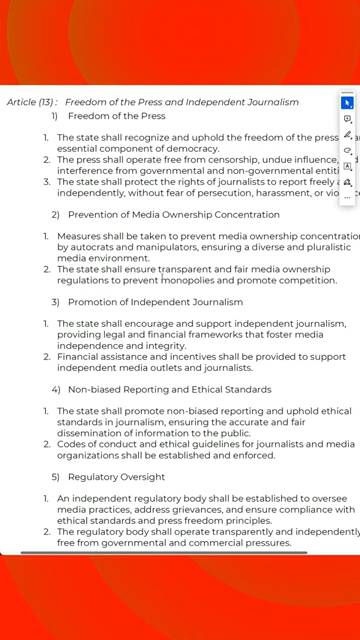 Article (13) : Freedom of the Press and Independent Journalism
1) Freedom of the Press
1. The state shall recognize and uphold the freedom of the press
essential component of democracy.
2. The press shall operate free from censorship, undue influence,
interference from governmental and non-governmental
3. The state shall protect the rights of journalists to report freely
independently, without fear of persecution, harassment, or
2) Prevention of Media Ownership Concentration
1. Measures shall be taken to prevent media ownership concentration
by autocrats and manipulators, ensuring a diverse and pluralistic
media environment.
2. The state shall ensure transparent and fair media ownership
regulations to prevent monopolies and promote competition.
3) Promotion of Independent Journalism
1. The state shall encourage and support independent journalism,
providing legal and financial frameworks that foster media
independence and integrity.
2. Financial assistance and incentives shall be provided to support
independent media outlets and journalists.
4) Non-biased Reporting and Ethical Standards
1. The state shall promote non-biased reporting and uphold ethical
standards in journalism, ensuring the accurate and fair
dissemination of information to the public.
2. Codes of conduct and ethical guidelines for journalists and media
organizations shall be established and enforced.
5) Regulatory Oversight
1. An independent regulatory body shall be established to oversee
media practices, address grievances, and ensure compliance with
ethical standards and press freedom principles.
2. The regulatory body shall operate transparently and independently
free from governmental and commercial pressures.